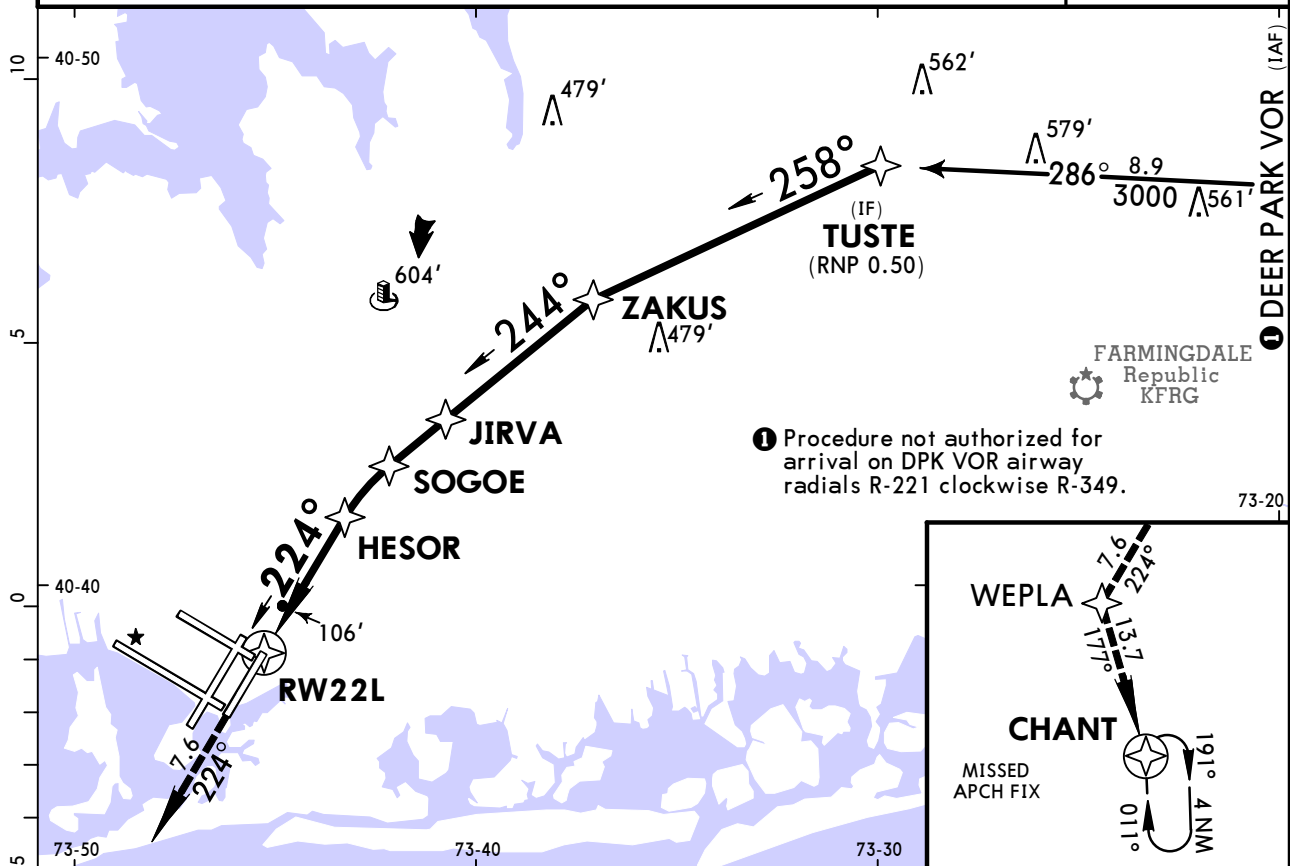 10
40-50
479'
562'
579'
286° 8.9
3000
561'
❶ DEER PARK VOR (IAF)
258°
(IF)
TUSTE
(RNP 0.50)
604'
244°
ZAKUS
479'
5
FARMINGDALE
Republic
KFRG
JIRVA
❶ Procedure not authorized for
arrival on DPK VOR airway
radials R-221 clockwise R-349.
SOGOE
73-20
224°
HESOR
0
40-40
106'
RW22L
7.6
224°
7.6
224°
WEPLA
13.7
177°
CHANT
MISSED
APCH FIX
191°
4 NM
011°
5
73-50
73-40
73-30